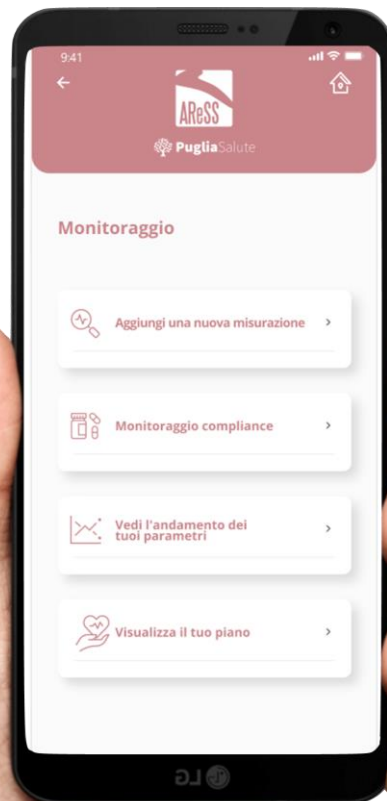 9:41
AReSS
PugliaSalute
Monitoraggio
Aggiungi una nuova misurazione
Monitoraggio compliance
Vedi l'andamento dei
tuoi parametri
Visualizza il tuo piano
LG